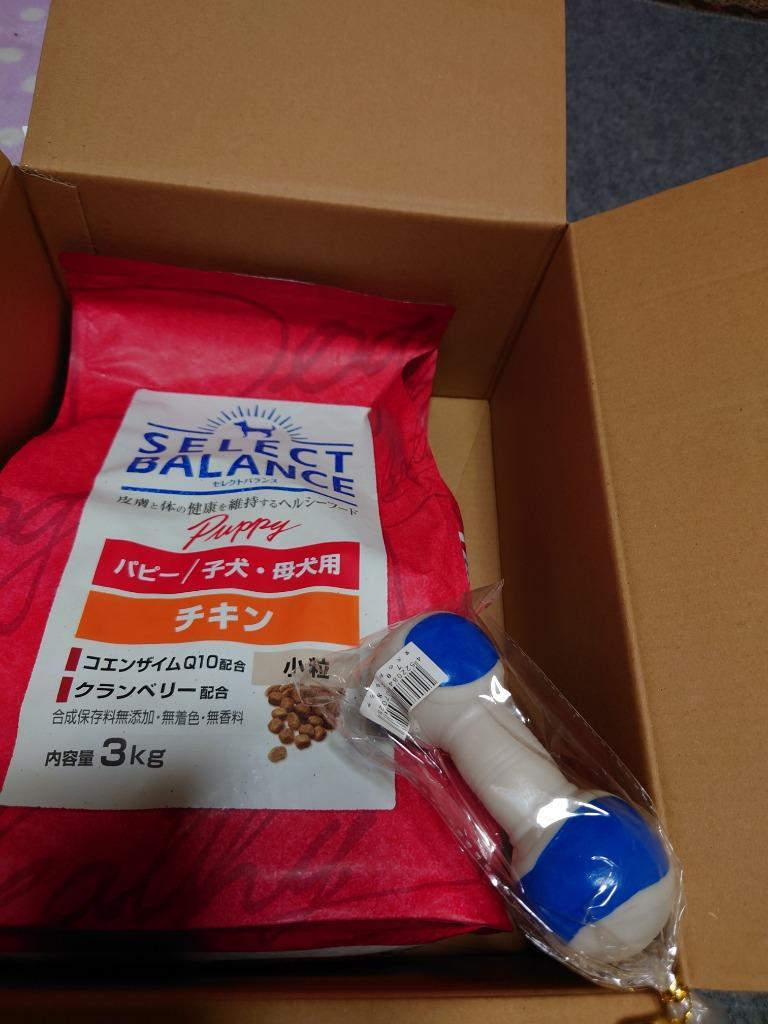 SELECT
BALANCE
セレクトバランス
皮膚と体の健康を維持するヘルシーフード
Puppy
パピー/子犬・母犬用
チキン
コエンザイムQ10配合
小粒
クランベリー配合
合成保存料無添加・無着色・無香料
内容量 3kg